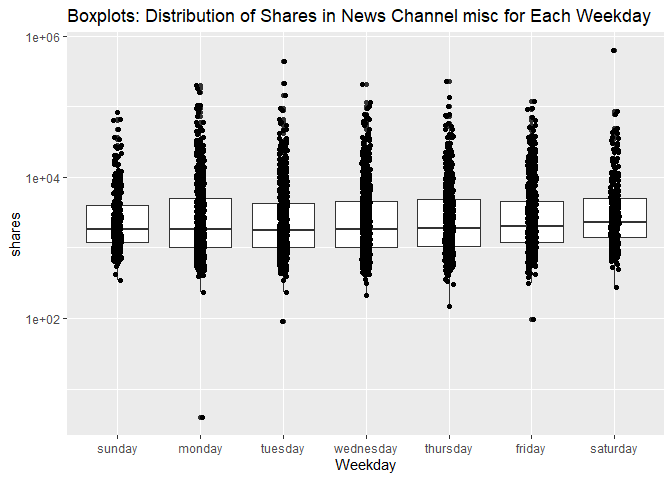 Boxplots: Distribution of Shares in News Channel misc for Each Weekday
1e+06
1e+04
1e+02
shares
sunday monday tuesday wednesday thursday friday saturday
Weekday